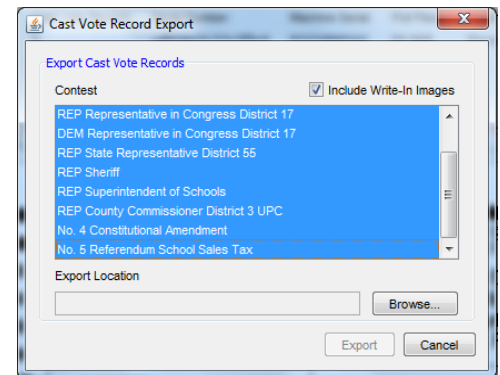 Cast Vote Record Export
Export Cast Vote Records
Contest
Include Write-In Images
REP Representative in Congress District 17
DEM Representative in Congress District 17
REP State Representative District 55
REP Sheriff
REP Superintendent of Schools
REP County Commissioner District 3 UPC
No. 4 Constitutional Amendment
No. 5 Referendum School Sales Tax
Export Location
Browse...
Export
Cancel